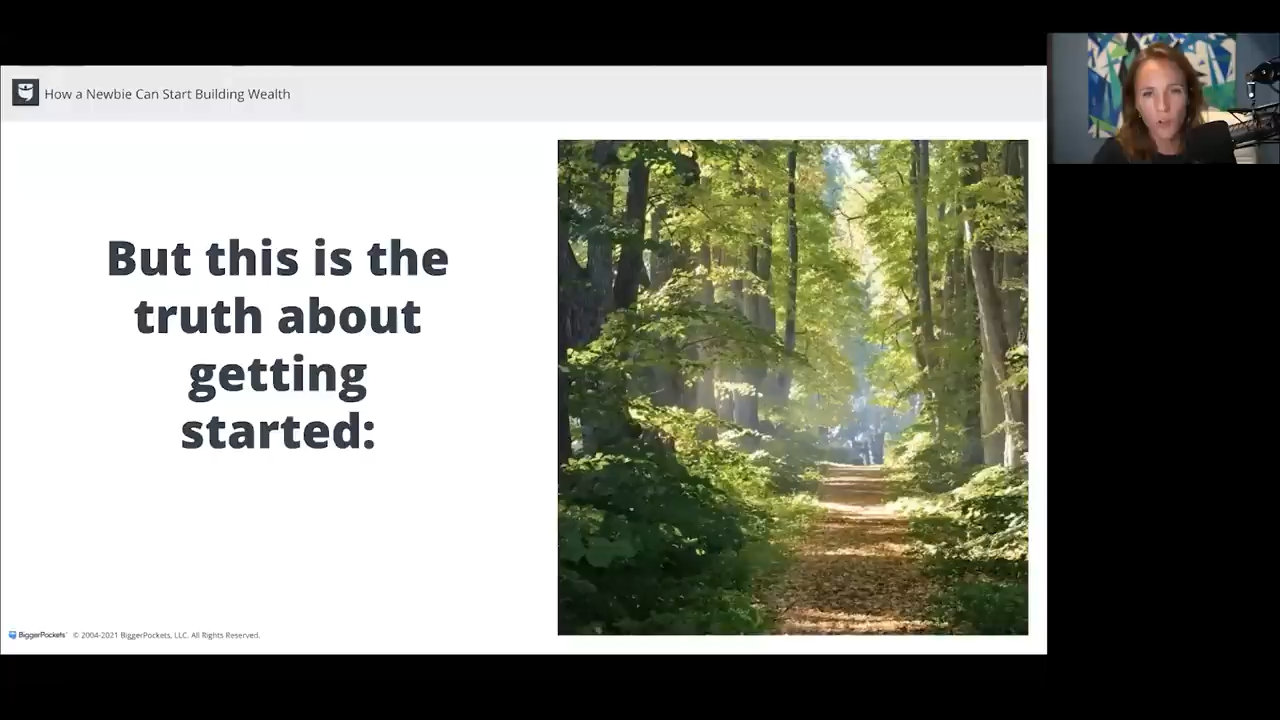 How a Newbie Can Start Building Wealth
But this is the
truth about
getting
started:
BiggerPockets © 2004-2021 BiggerPockets, LLC. All Rights Reserved.